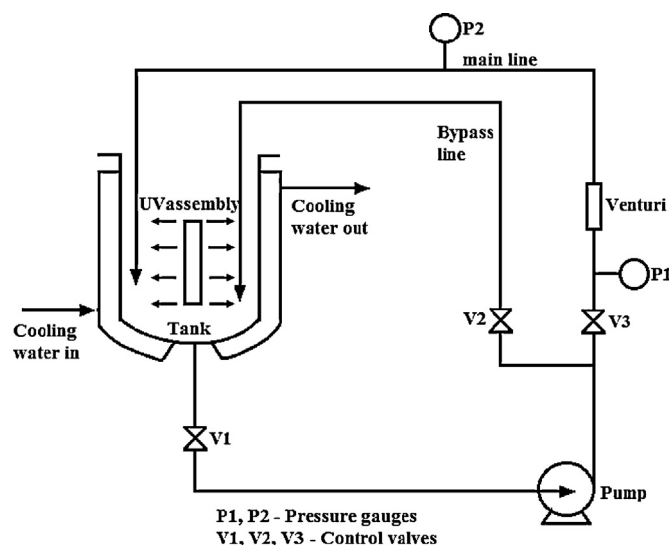 P2
main line
Bypass
line
UVassembly
Cooling
water out
Venturi
P1
Cooling
water in
Tank
V2
V3
V1
Pump
P1, P2 - Pressure gauges
V1, V2, V3 - Control valves